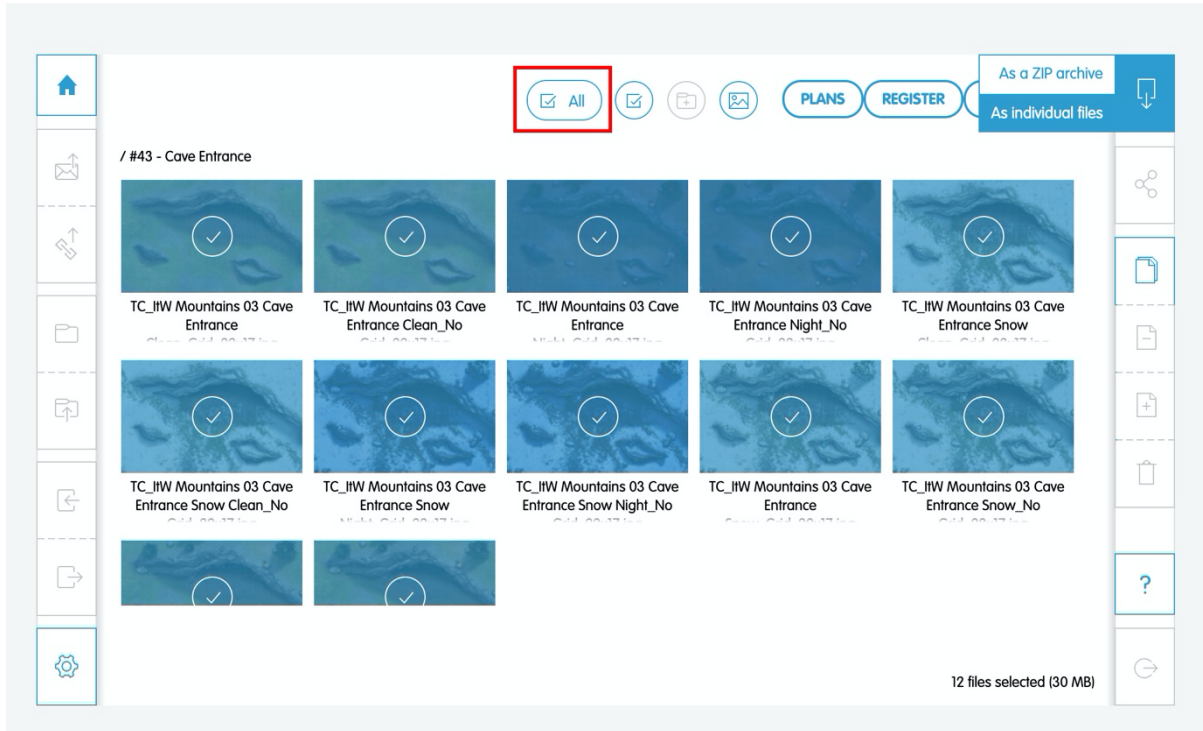 All
PLANS
REGISTER
As a ZIP archive
As individual files
/ #43 - Cave Entrance
TC_ItW Mountains 03 Cave
Entrance
TC_ItW Mountains 03 Cave
Entrance Clean_No
TC_ItW Mountains 03 Cave
Entrance
TC_ItW Mountains 03 Cave
Entrance Night_No
TC_ItW Mountains 03 Cave
Entrance Snow
TC_ItW Mountains 03 Cave
Entrance Snow Clean_No
TC_ItW Mountains 03 Cave
Entrance Snow
TC_ItW Mountains 03 Cave
Entrance Snow Night_No
TC_ItW Mountains 03 Cave
Entrance
TC_ItW Mountains 03 Cave
Entrance Snow_No
?
12 files selected (30 MB)